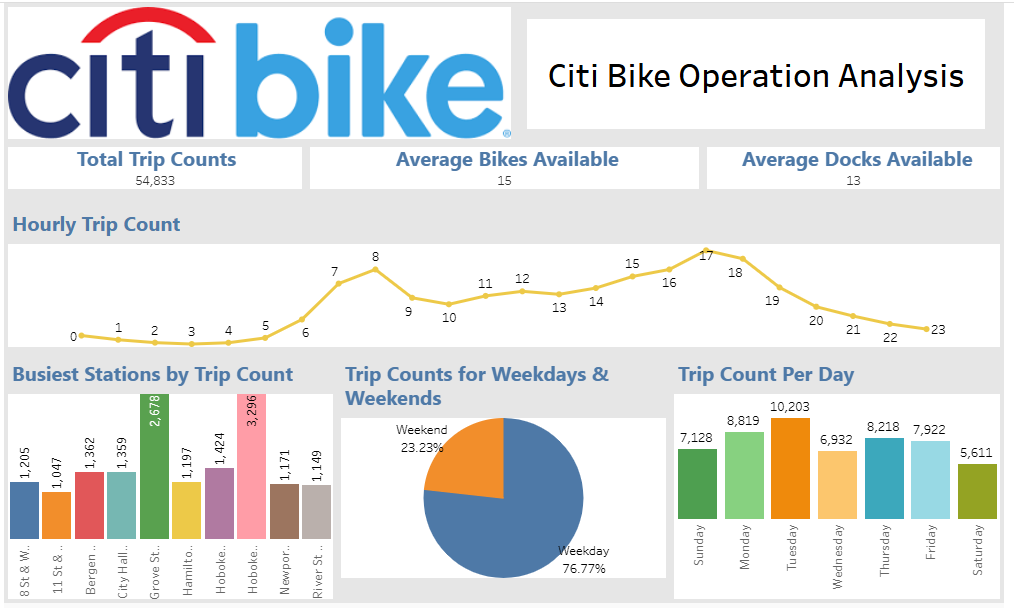 citi bike
Citi Bike Operation Analysis
Total Trip Counts
54,833
Average Bikes Available
15
Average Docks Available
13
Hourly Trip Count
0
1
2
3
4
5
6
7
8
9
10
11
12
13
14
15
16
17
18
19
20
21
22
23
Busiest Stations by Trip Count
1,205
1,047
1,362
1,359
2,678
1,197
1,424
3,296
1,171
1,149
8 St & W..
11 St & ..
Bergen ..
City Hall..
Grove St..
Hamilto..
Hoboke..
Hoboke..
Newpor..
River St ..
Trip Counts for Weekdays &
Weekends
Weekend
23.23%
Weekday
76.77%
Trip Count Per Day
7,128
8,819
10,203
6,932
8,218
7,922
5,611
Sunday
Monday
Tuesday
Wednesday
Thursday
Friday
Saturday